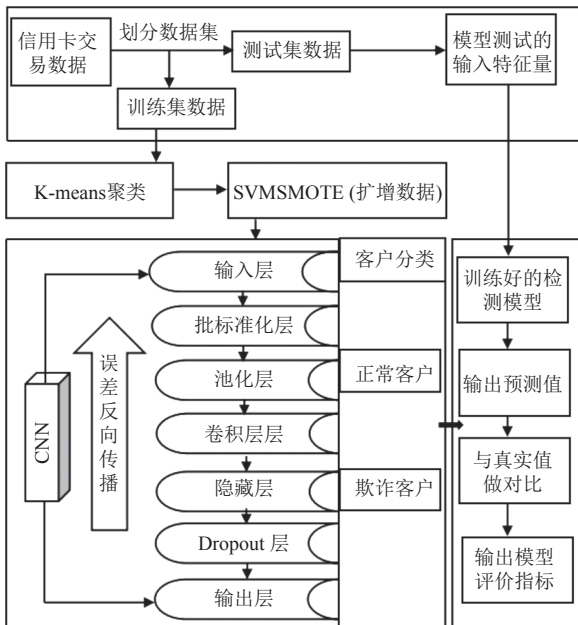 信用卡交
易数据
划分数据集
测试集数据
模型测试的
输入特征量
训练集数据
K-means聚类
SVMSMOTE (扩增数据)
输入层
批标准化层
池化层
卷积层层
隐藏层
Dropout 层
输出层
CNN
误差反向传播
客户分类
正常客户
欺诈客户
训练好的检
测模型
输出预测值
与真实值
做对比
输出模型
评价指标